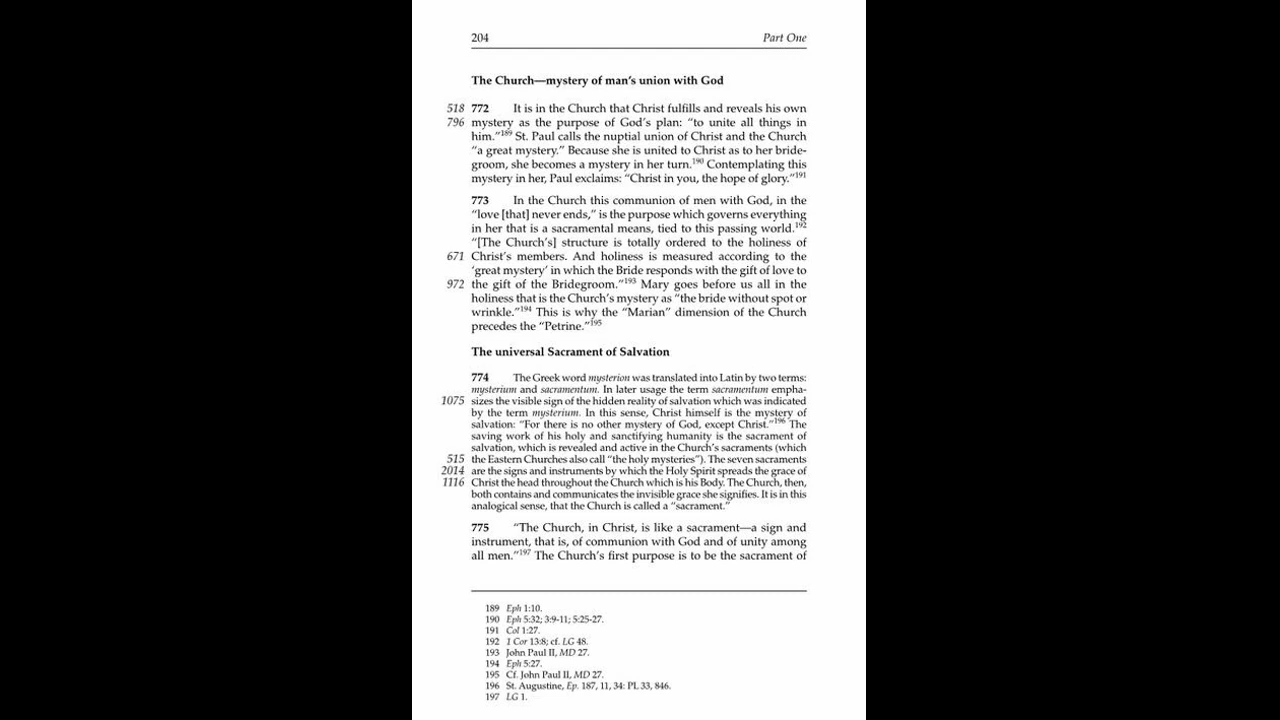 204 Part One
The Church—mystery of man's union with God
518 772 It is in the Church that Christ fulfills and reveals his own
796 mystery as the purpose of God's plan: “to unite all things in
him.”189 St. Paul calls the nuptial union of Christ and the Church
“a great mystery.” Because she is united to Christ as to her bride-
groom, she becomes a mystery in her turn.190 Contemplating this
mystery in her, Paul exclaims: “Christ in you, the hope of glory.”191
773 In the Church this communion of men with God, in the
“love [that] never ends,” is the purpose which governs everything
in her that is a sacramental means, tied to this passing world.192
“[The Church's] structure is totally ordered to the holiness of
671 Christ's members. And holiness is measured according to the
‘great mystery’ in which the Bride responds with the gift of love to
972 the gift of the Bridegroom.”193 Mary goes before us all in the
holiness that is the Church's mystery as “the bride without spot or
wrinkle.”194 This is why the “Marian” dimension of the Church
precedes the “Petrine.”195
The universal Sacrament of Salvation
774 The Greek word mysterion was translated into Latin by two terms:
mysterium and sacramentum. In later usage the term sacramentum empha-
1075 sizes the visible sign of the hidden reality of salvation which was indicated
by the term mysterium. In this sense, Christ himself is the mystery of
salvation: “For there is no other mystery of God, except Christ.”196 The
saving work of his holy and sanctifying humanity is the sacrament of
salvation, which is revealed and active in the Church's sacraments (which
515 the Eastern Churches also call “the holy mysteries”). The seven sacraments
2014 are the signs and instruments by which the Holy Spirit spreads the grace of
1116 Christ the head throughout the Church which is his Body. The Church, then,
both contains and communicates the invisible grace she signifies. It is in this
analogical sense, that the Church is called a “sacrament.”
775 “The Church, in Christ, is like a sacrament—a sign and
instrument, that is, of communion with God and of unity among
all men.”197 The Church's first purpose is to be the sacrament of
189 Eph 1:10.
190 Eph 5:32; 3:9-11; 5:25-27.
191 Col 1:27.
192 1 Cor 13:8; cf. LG 48.
193 John Paul II, MD 27.
194 Eph 5:27.
195 Cf. John Paul II, MD 27.
196 St. Augustine, Ep. 187, 11, 34: PL 33, 846.
197 LG 1.